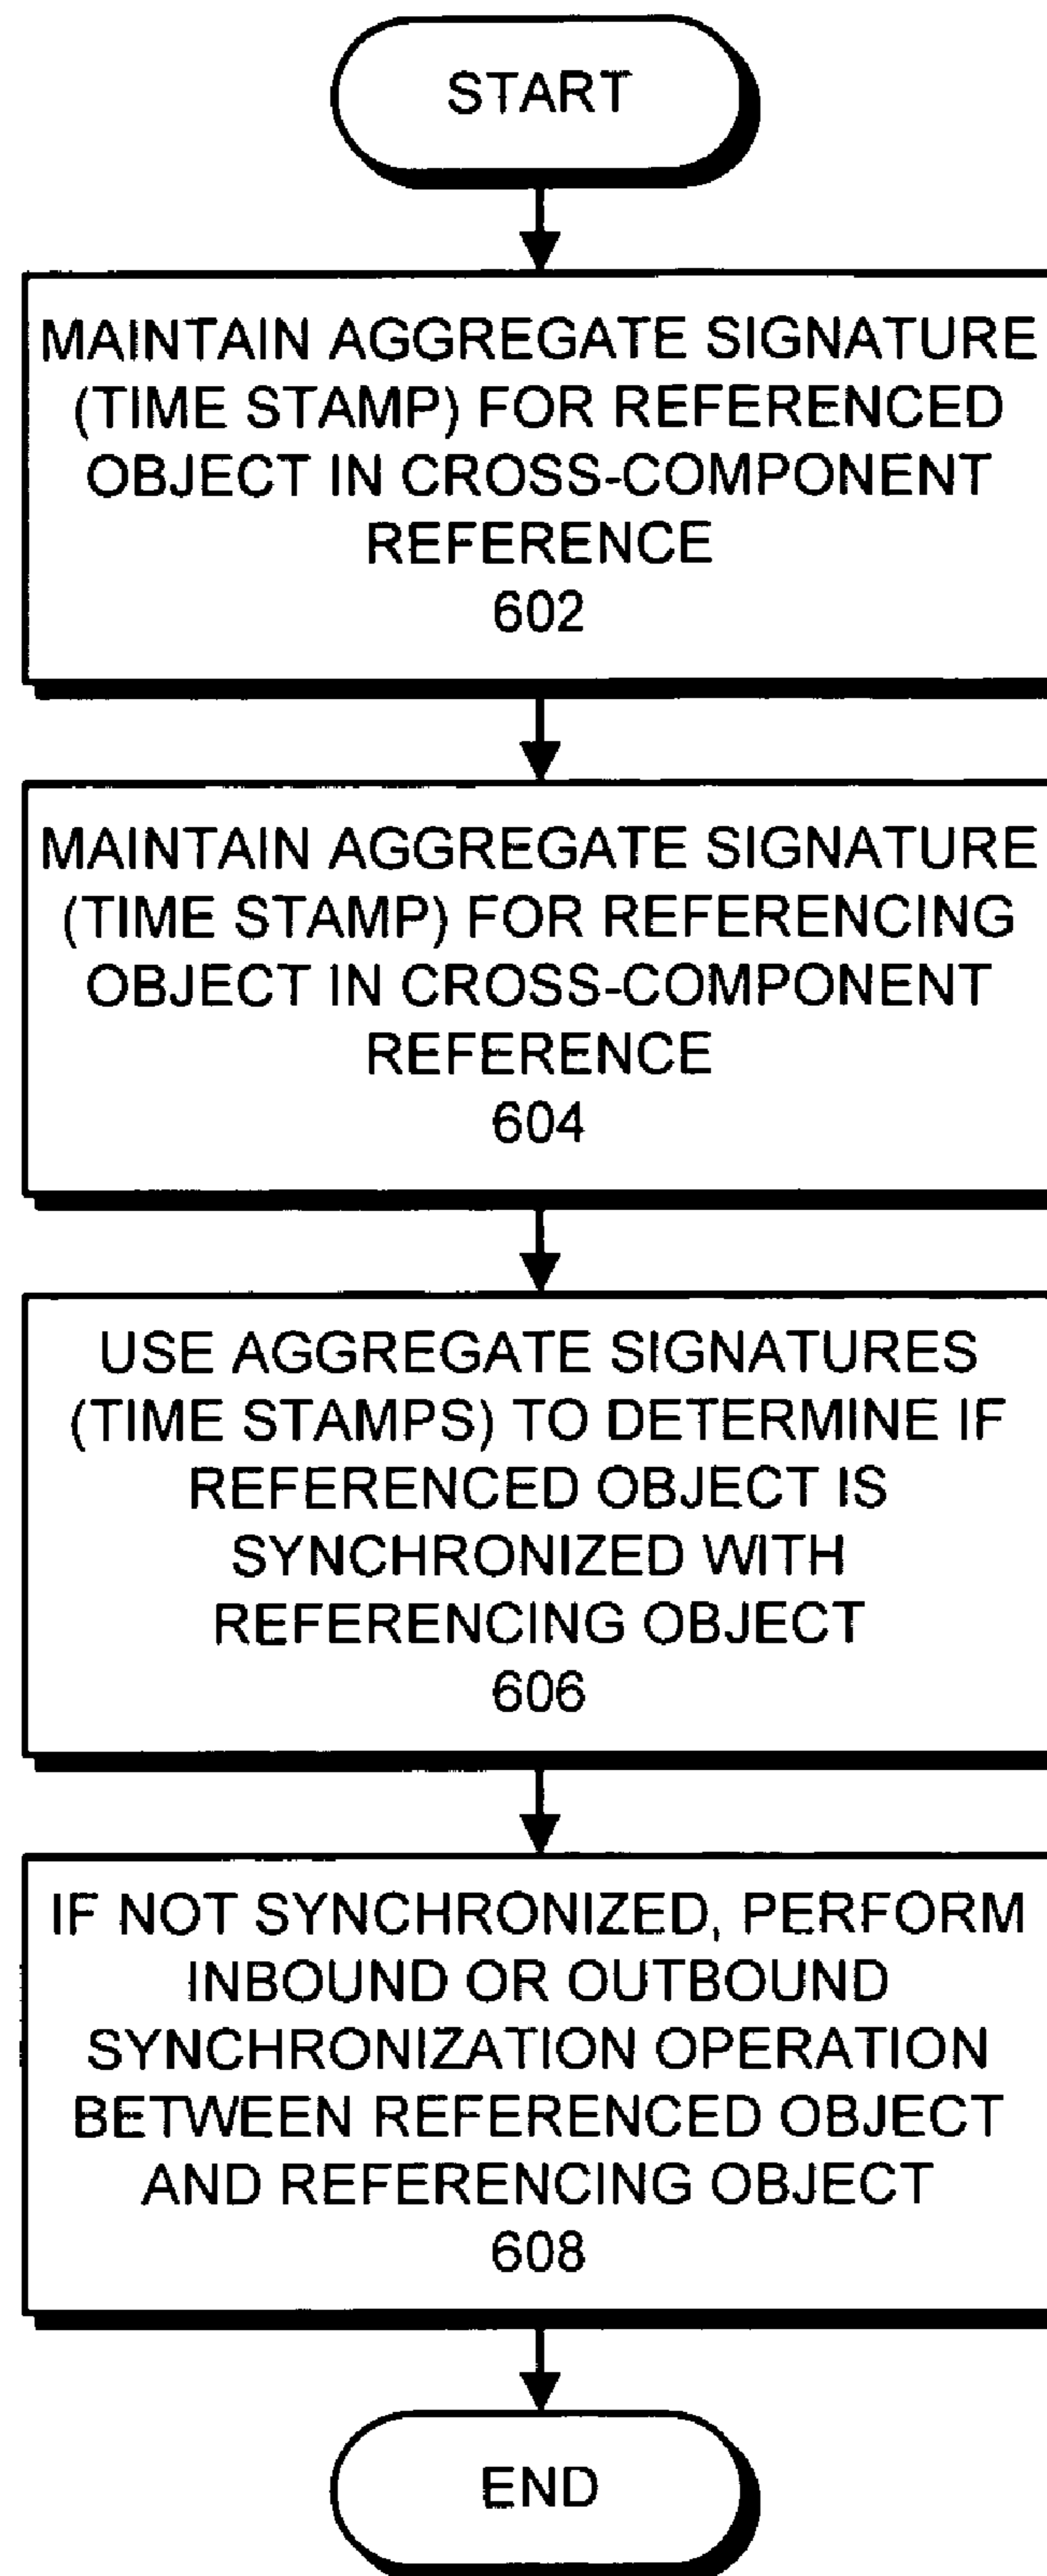 START
MAINTAIN AGGREGATE SIGNATURE
(TIME STAMP) FOR REFERENCED
OBJECT IN CROSS-COMPONENT
REFERENCE
602
MAINTAIN AGGREGATE SIGNATURE
(TIME STAMP) FOR REFERENCING
OBJECT IN CROSS-COMPONENT
REFERENCE
604
USE AGGREGATE SIGNATURES
(TIME STAMPS) TO DETERMINE IF
REFERENCED OBJECT IS
SYNCHRONIZED WITH
REFERENCING OBJECT
606
IF NOT SYNCHRONIZED, PERFORM
INBOUND OR OUTBOUND
SYNCHRONIZATION OPERATION
BETWEEN REFERENCED OBJECT
AND REFERENCING OBJECT
608
END